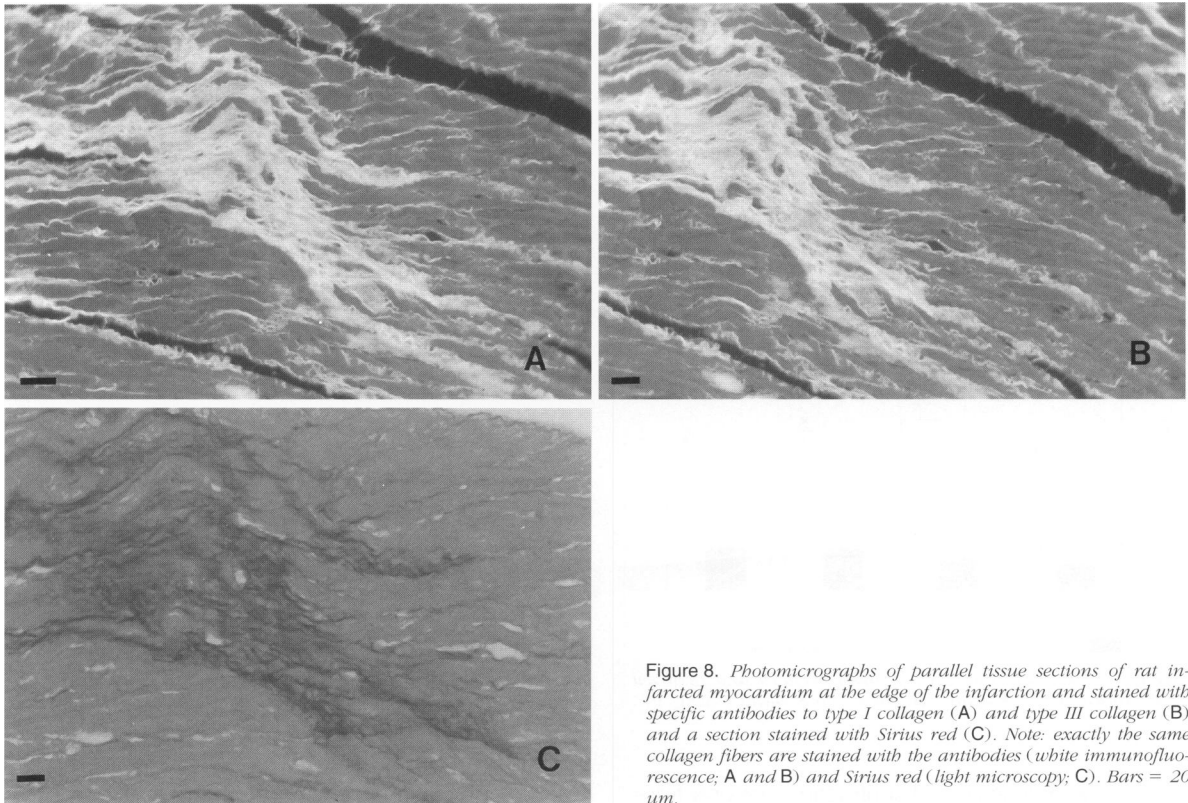 A
B
C
Figure 8. Photomicrographs of parallel tissue sections of rat in-
farcted myocardium at the edge of the infarction and stained with
specific antibodies to type I collagen (A) and type III collagen (B)
and a section stained with Sirius red (C). Note: exactly the same
collagen fibers are stained with the antibodies (white immunofluo-
rescence; A and B) and Sirius red (light microscopy; C). Bars = 20
um.